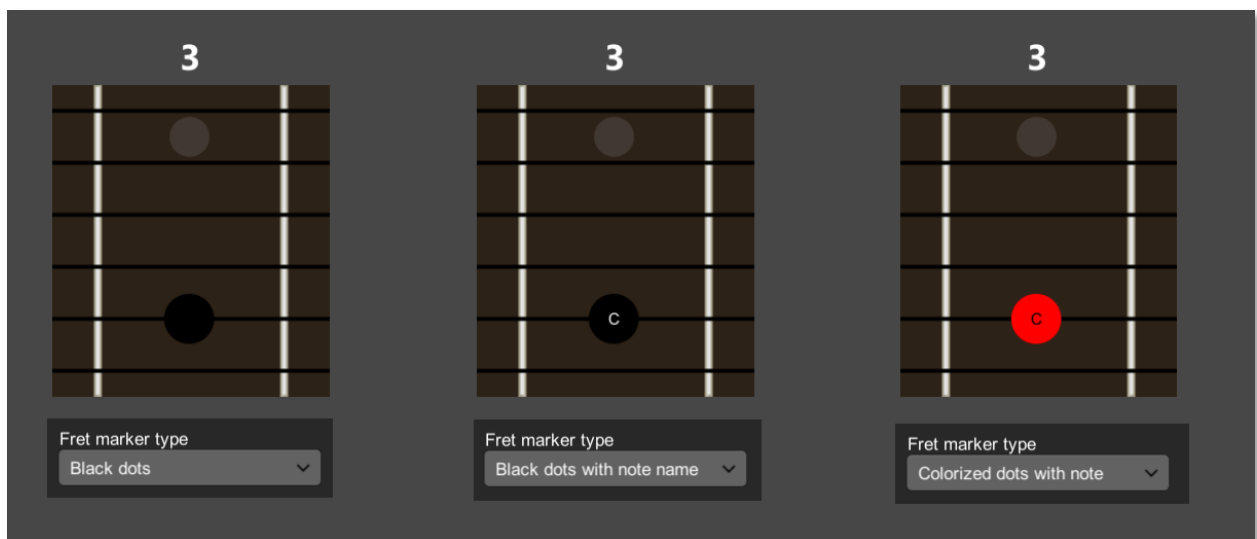 3
3
3
C
C
Fret marker type
Black dots
Fret marker type
Black dots with note name
Fret marker type
Colorized dots with note